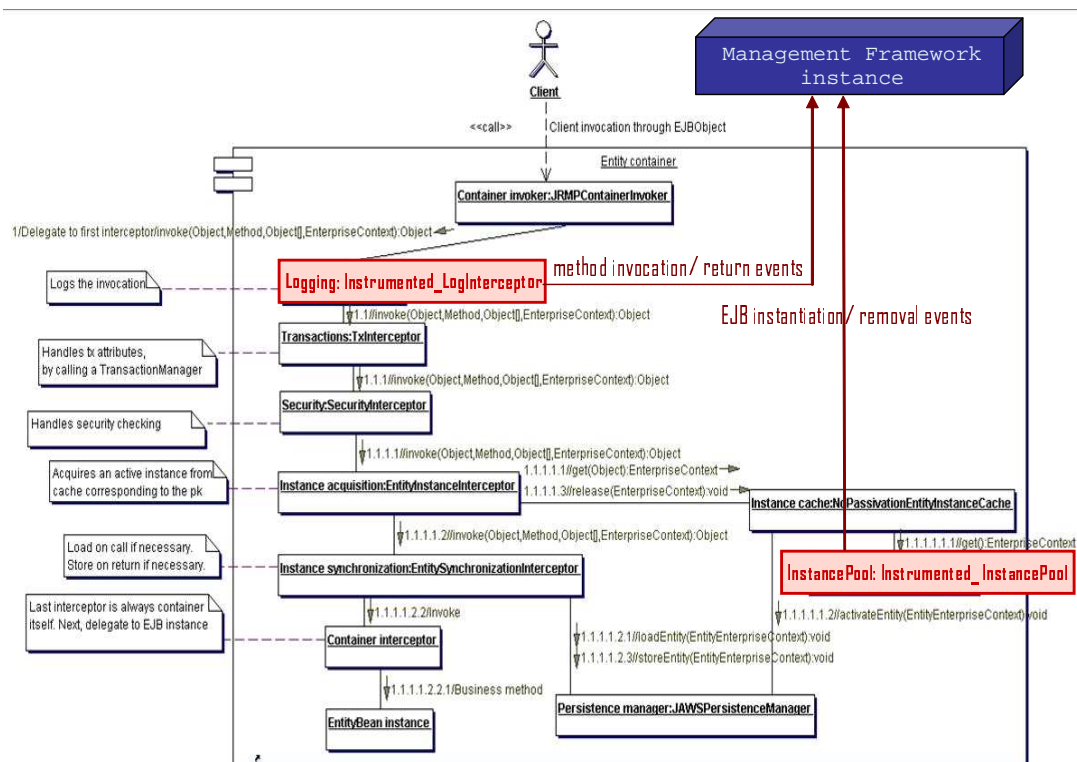 Management Framework
instance
Client
<<call>>
Client invocation through EJBObject
Entity container
Container invoker:JRMPContainerInvoker
1/Delegate to first interceptor/invoke(Object,Method,Object[],EnterpriseContext):Object
Logs the invocation
Logging: Instrumented_LogInterceptor
method invocation/ return events
EJB instantiation/ removal events
1.1//invoke(Object,Method,Object[],EnterpriseContext):Object
Transactions:TxInterceptor
Handles tx attributes,
by calling a TransactionManager
1.1.1//invoke(Object,Method,Object[],EnterpriseContext):Object
Security:SecurityInterceptor
Handles security checking
1.1.1.1//invoke(Object,Method,Object[],EnterpriseContext):Object
Acquires an active instance from
cache corresponding to the pk
Instance acquisition:EntityInstanceInterceptor
1.1.1.1.1//get(Object):EnterpriseContext
1.1.1.1.3//release(EnterpriseContext):void
Instance cache:NoPassivationEntityInstanceCache
1.1.1.1.2//invoke(Object,Method,Object[],EnterpriseContext):Object
1.1.1.1.1.1//get():EnterpriseContext
Load on call if necessary.
Store on return if necessary.
Instance synchronization:EntitySynchronizationInterceptor
InstancePool: Instrumented_InstancePool
Last interceptor is always container
itself. Next, delegate to EJB instance
1.1.1.1.2.2/Invoke
1.1.1.1.1.2//activateEntity(EntityEnterpriseContext):void
Container interceptor
1.1.1.1.2.1//loadEntity(EntityEnterpriseContext):void
1.1.1.1.2.3//storeEntity(EntityEnterpriseContext):void
1.1.1.1.2.2.1/Business method
EntityBean instance
Persistence manager:JAWSPersistenceManager